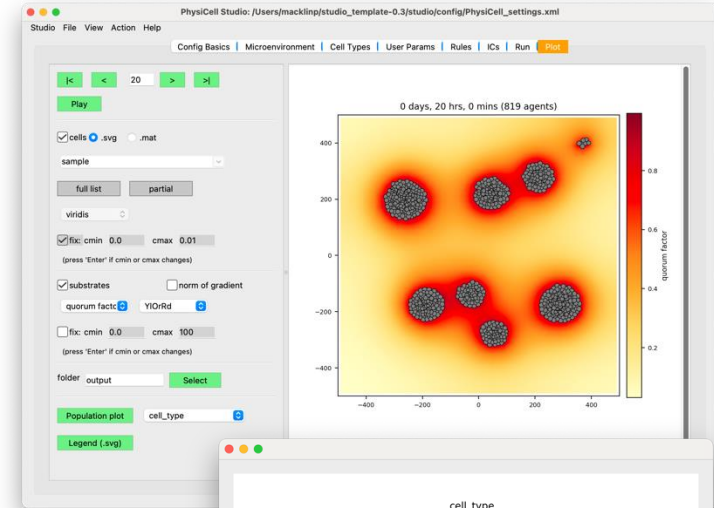 PhysiCell Studio: /Users/macklinp/studio_template-0.3/studio/config/PhysiCell_settings.xml
Studio File View Action Help
Config Basics | Microenvironment | Cell Types | User Params | Rules | ICs | Run | Plot
|< < 20 > >|
Play
cells .svg .mat
sample
full list partial
viridis
fix: cmin 0.0 cmax 0.01
(press 'Enter' if cmin or cmax changes)
substrates norm of gradient
quorum factc YlOrRd
fix: cmin 0.0 cmax 100
(press 'Enter' if cmin or cmax changes)
folder output Select
Population plot cell_type
Legend (.svg)
0 days, 20 hrs, 0 mins (819 agents)
400
200
0
−200
−400
−400 −200 0 200 400
0.8
0.6
0.4
0.2
quorum factor
cell_type